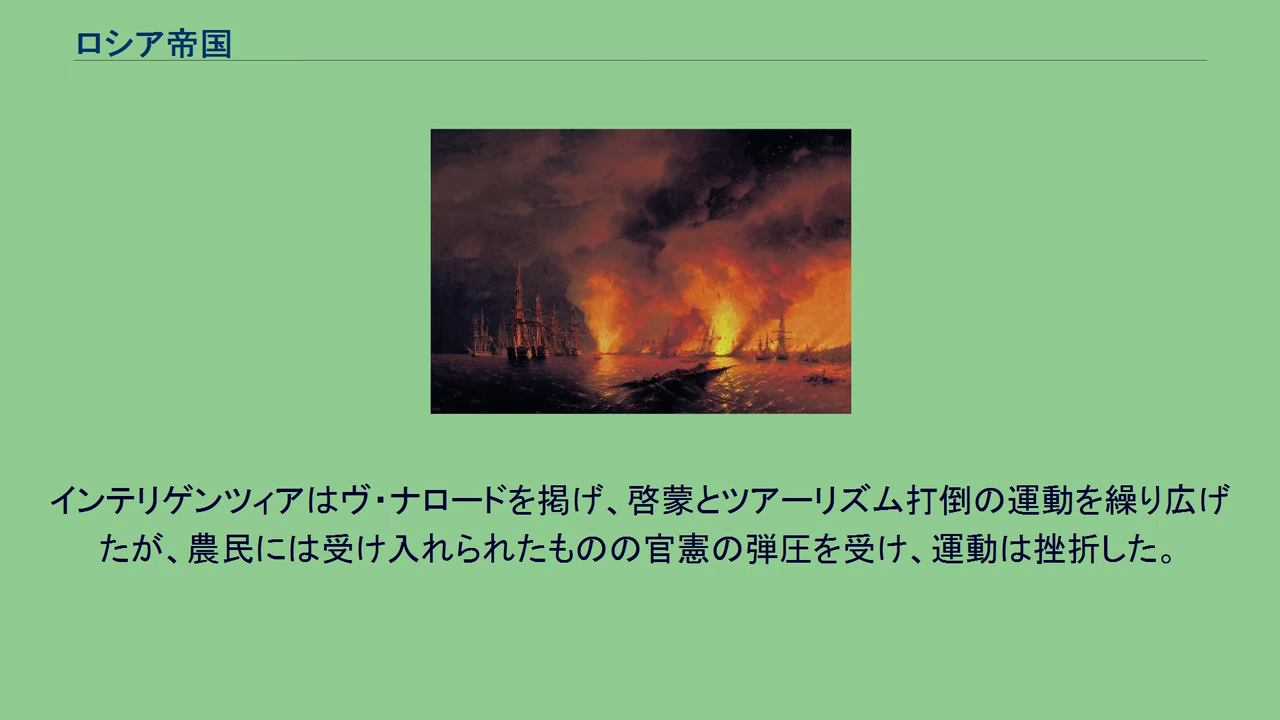 ロシア帝国
インテリゲンツィアはヴ・ナロードを掲げ、啓蒙とツアーリズム打倒の運動を繰り広げ
たが、農民には受け入れられたものの官憲の弾圧を受け、運動は挫折した。